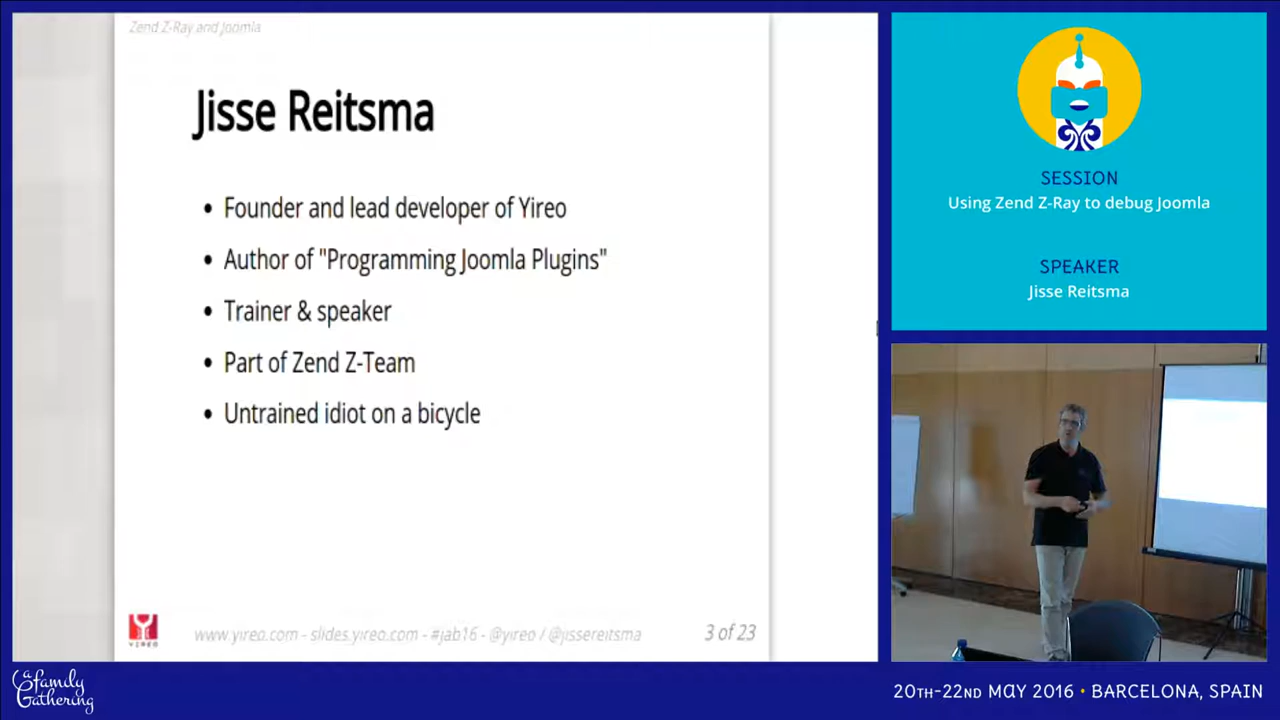 Zend Z-Ray and Joomla
Jisse Reitsma
• Founder and lead developer of Yireo
• Author of "Programming Joomla Plugins"
• Trainer & speaker
• Part of Zend Z-Team
• Untrained idiot on a bicycle
YIREO
www.yireo.com - slides.yireo.com - #jab16 - @yireo / @jissereitsma
3 of 23
SESSION
Using Zend Z-Ray to debug Joomla
SPEAKER
Jisse Reitsma
a family
Gathering
20TH-22ND MAY 2016 • BARCELONA, SPAIN